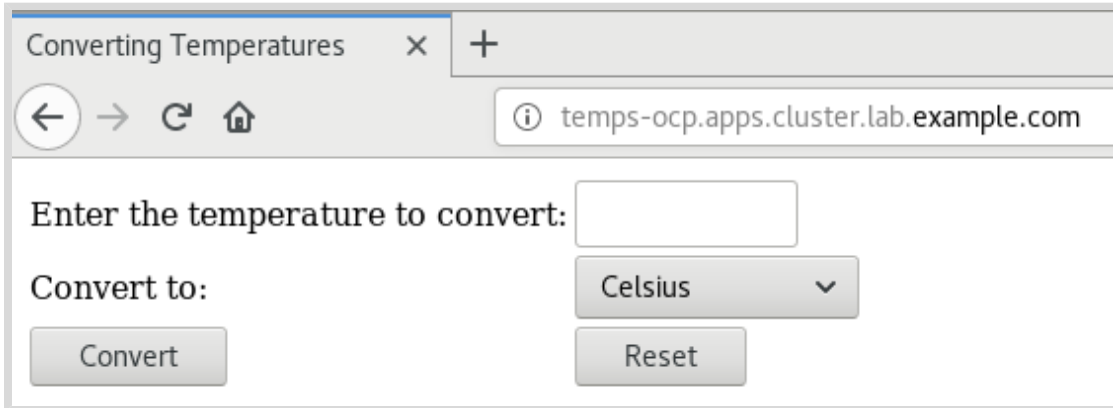 Converting Temperatures
temps-ocp.apps.cluster.lab.example.com
Enter the temperature to convert:
Convert to: Celsius
Convert Reset